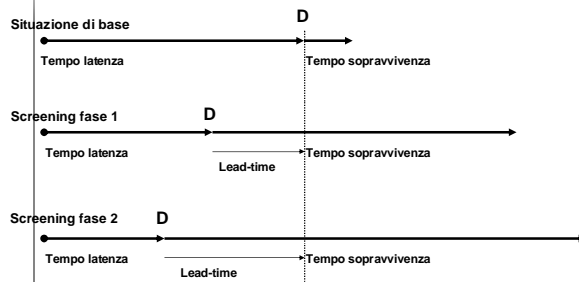 D
Situazione di base
Tempo latenza Tempo sopravvivenza
D
Screening fase 1
Tempo latenza Tempo sopravvivenza
Lead-time
D
Screening fase 2
Tempo latenza Tempo sopravvivenza
Lead-time